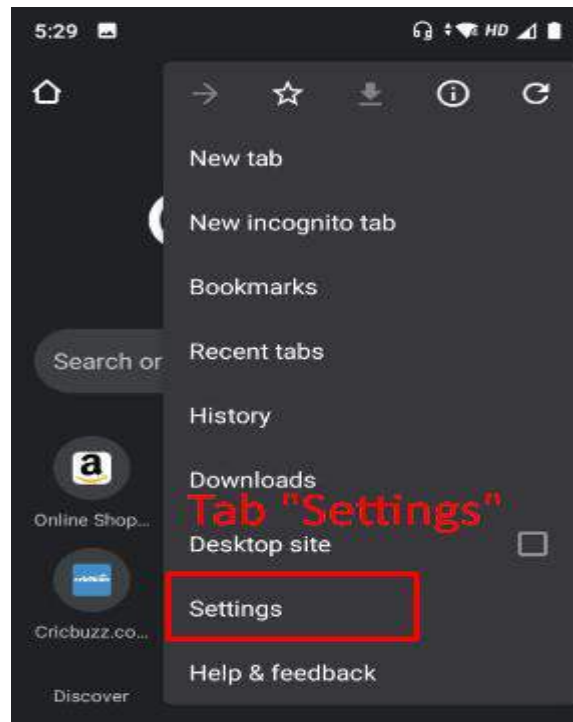 5:29
HD
New tab
New incognito tab
Bookmarks
Search or
Recent tabs
History
a
Downloads
Online Shop...
Tab "Settings"
Desktop site
Settings
Cricbuzz.co...
Help & feedback
Discover